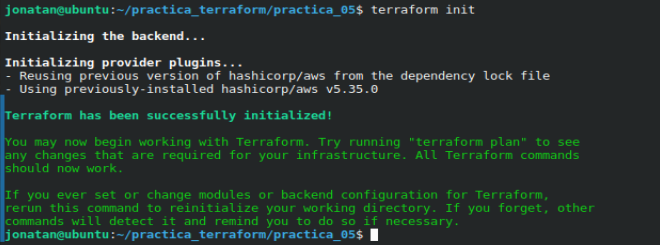 jonatan@ubuntu:~/practica_terraform/practica_05$ terraform init
Initializing the backend...
Initializing provider plugins...
- Reusing previous version of hashicorp/aws from the dependency lock file
- Using previously-installed hashicorp/aws v5.35.0
Terraform has been successfully initialized!
You may now begin working with Terraform. Try running "terraform plan" to see
any changes that are required for your infrastructure. All Terraform commands
should now work.
If you ever set or change modules or backend configuration for Terraform,
rerun this command to reinitialize your working directory. If you forget, other
commands will detect it and remind you to do so if necessary.
jonatan@ubuntu:~/practica_terraform/practica_05$